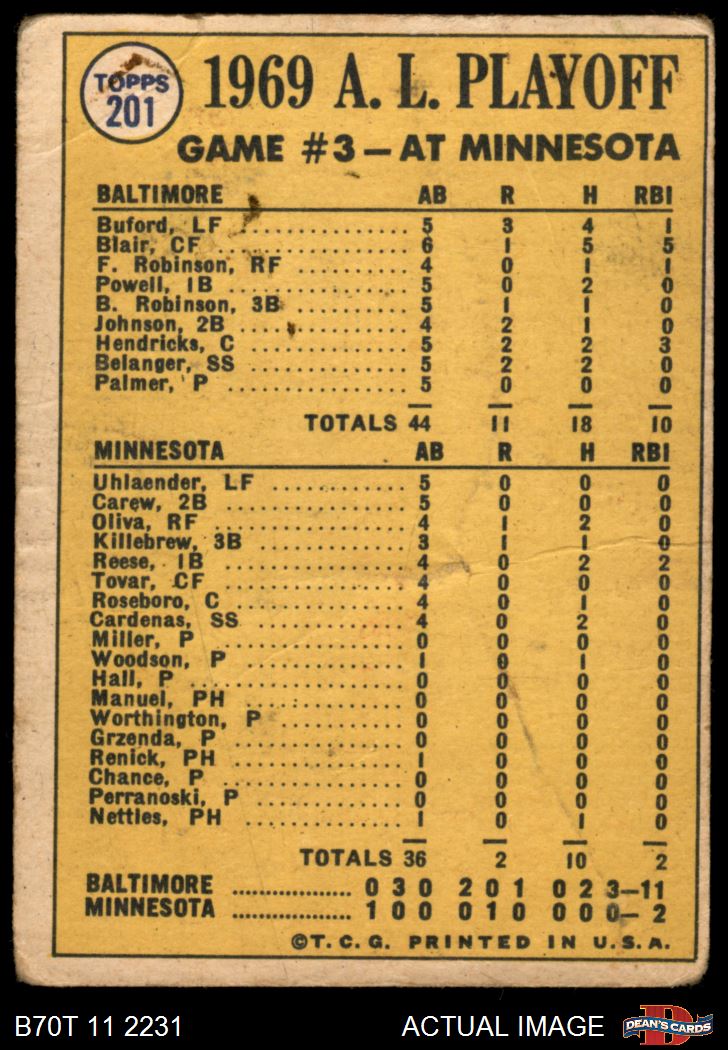 TOPPS
201
1969 A. L. PLAYOFF
GAME #3 – AT MINNESOTA
BALTIMORE AB R H RBI
Buford, LF .................... 5 3 4 1
Blair, CF .................... 6 1 5 5
F. Robinson, RF ............ 4 0 1 1
Powell, 1B .................... 5 0 2 0
B. Robinson, 3B ............ 5 1 1 0
Johnson, 2B .................... 4 2 1 0
Hendricks, C .................... 5 2 2 3
Belanger, SS .................... 5 2 2 0
Palmer, P .................... 5 0 0 0
TOTALS 44 11 18 10
MINNESOTA AB R H RBI
Uhlaender, LF ................ 5 0 0 0
Carew, 2B .................... 5 0 0 0
Oliva, RF .................... 4 1 2 0
Killebrew, 3B ................ 3 1 1 0
Reese, 1B .................... 4 0 2 2
Tovar, CF .................... 4 0 0 0
Roseboro, C .................... 4 0 1 0
Cardenas, SS .................... 4 0 2 0
Miller, P .................... 0 0 0 0
Woodson, P .................... 1 0 1 0
Hall, P .................... 0 0 0 0
Manuel, PH .................... 0 0 0 0
Worthington, P ................ 0 0 0 0
Grzenda, P .................... 0 0 0 0
Renick, PH .................... 1 0 0 0
Chance, P .................... 0 0 0 0
Perranoski, P ................ 0 0 0 0
Nettles, PH .................... 1 0 1 0
TOTALS 36 2 10 2
BALTIMORE .................... 0 3 0 2 0 1 0 2 3–11
MINNESOTA .................... 1 0 0 0 1 0 0 0 0– 2
©T. C. G. PRINTED IN U. S. A.
B70T 11 2231 ACTUAL IMAGE D DEAN'S CARDS